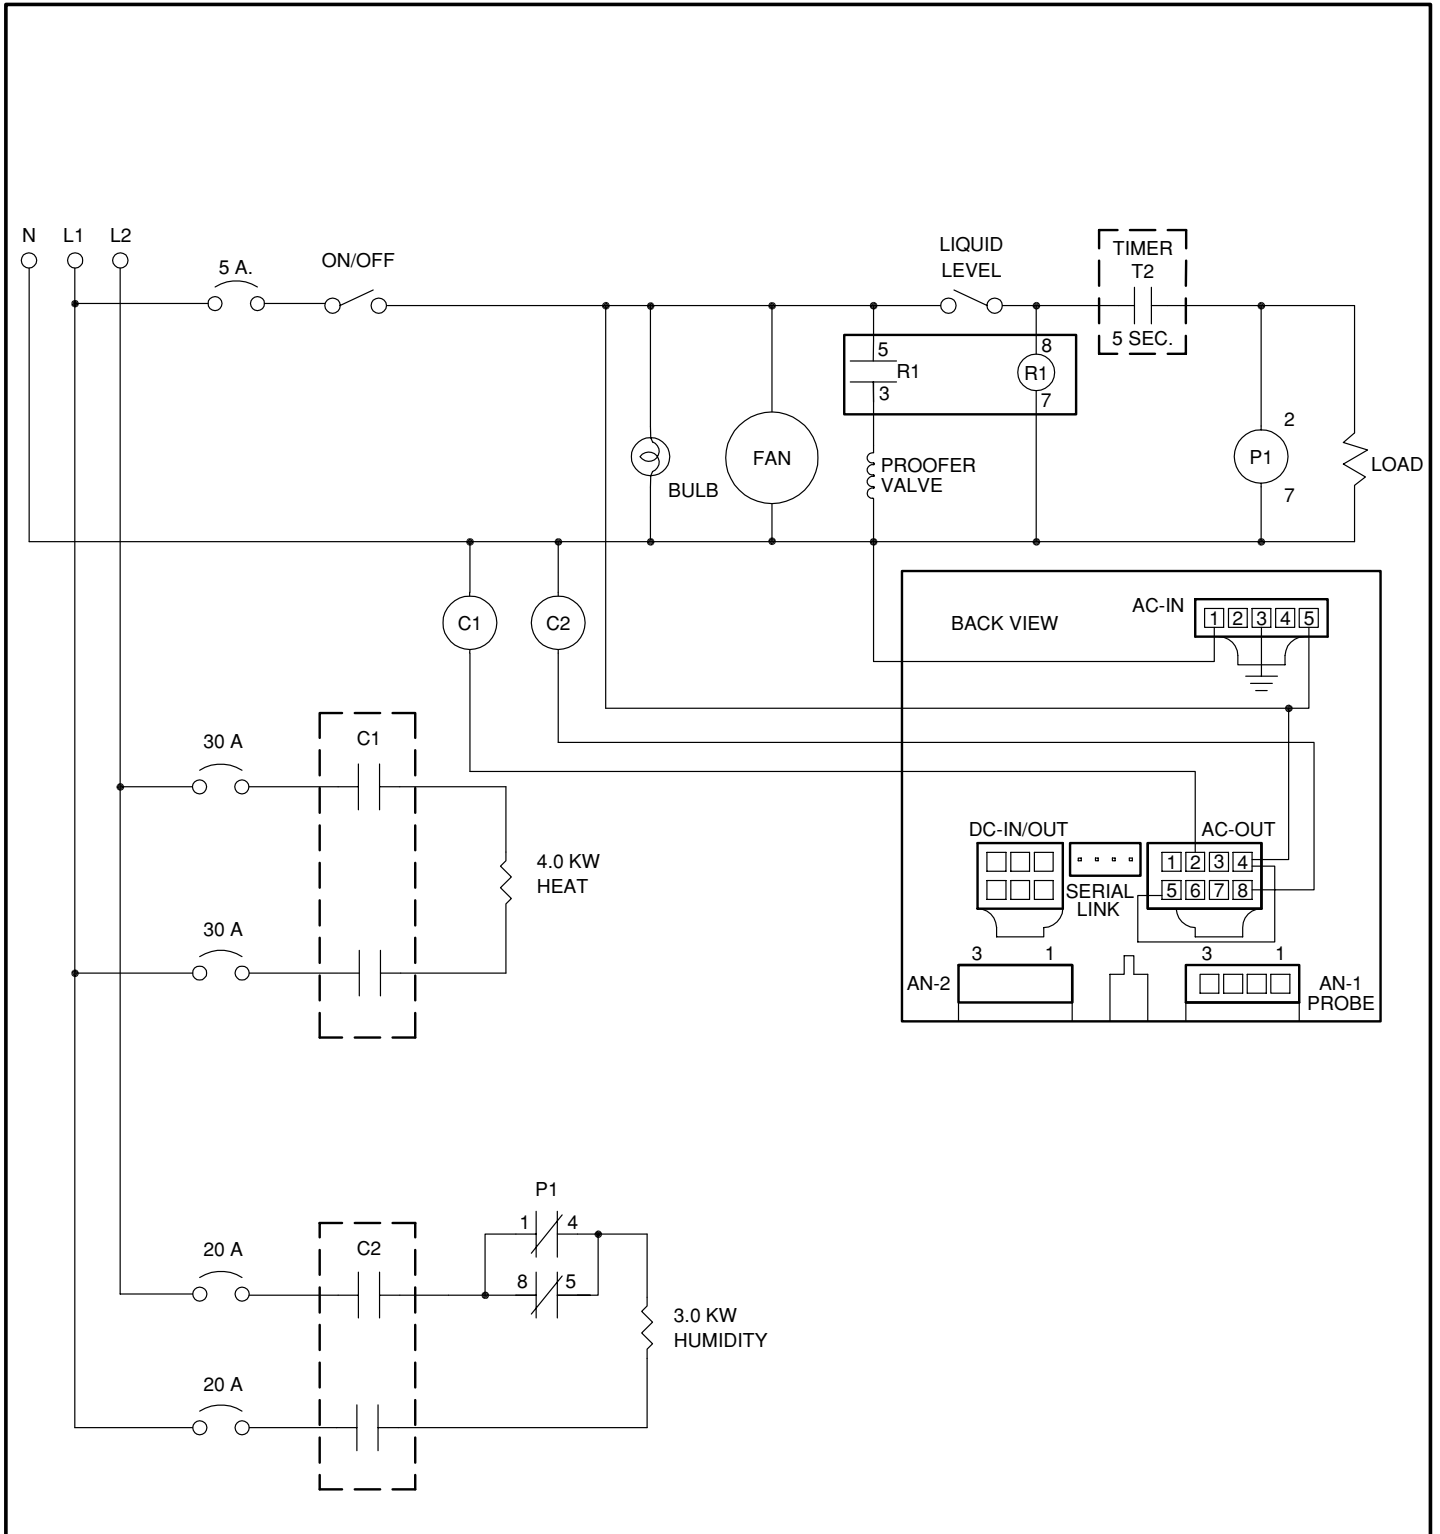 N L1 L2
5 A.
ON/OFF
LIQUID
LEVEL
TIMER
T2
5 SEC.
5
R1
3
8
R1
7
BULB
FAN
PROOFER
VALVE
2
P1
7
LOAD
C1
C2
BACK VIEW
AC-IN
1 2 3 4 5
30 A
C1
4.0 KW
HEAT
30 A
DC-IN/OUT
SERIAL
LINK
AC-OUT
1 2 3 4
5 6 7 8
3 1
AN-2
3 1
AN-1
PROBE
P1
1 4
8 5
20 A
C2
3.0 KW
HUMIDITY
20 A